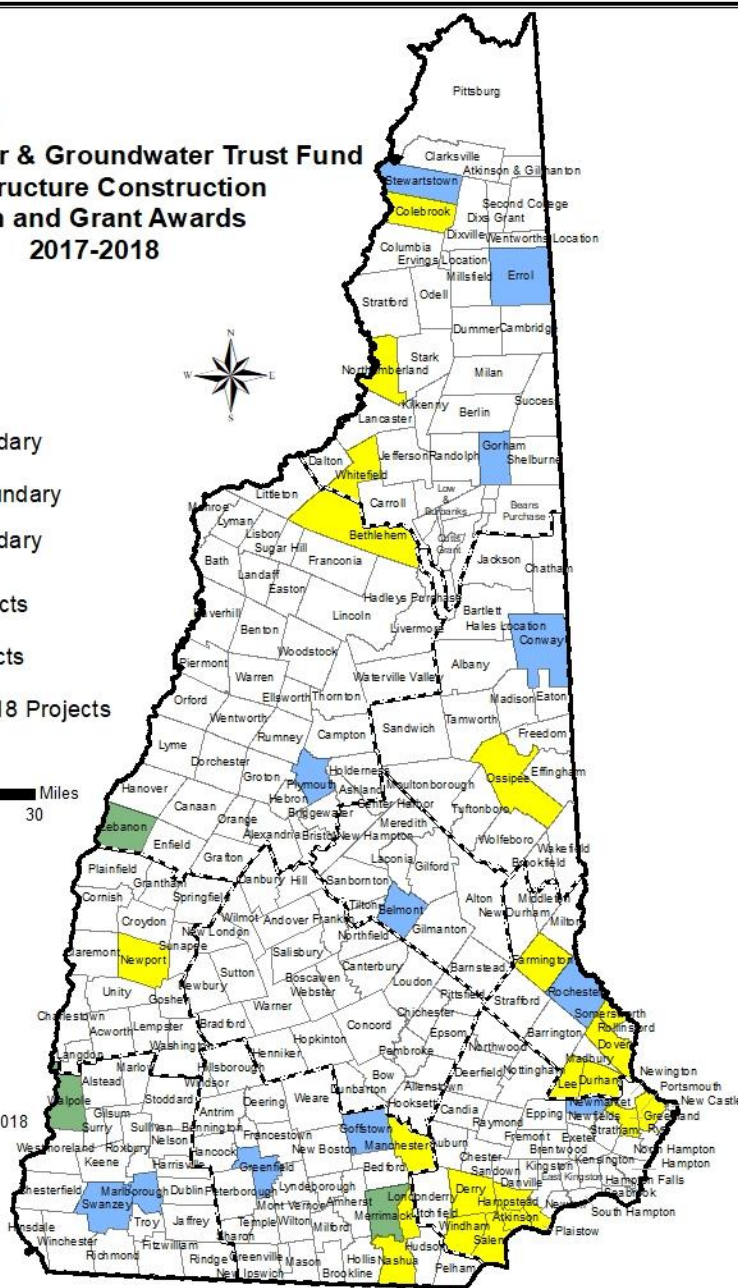 r & Groundwater Trust Fund
ructure Construction
n and Grant Awards
2017-2018
N
W
E
S
dary
undary
dary
cts
cts
18 Projects
Miles
30
018
Pittsburg
Clarksville
Atkinson & Gilmanton
Stewartstown
Second College
Colebrook
Dixs Grant
Dixville
Wentworths Location
Columbia
Ervings Location
Millsfield
Errol
Stratford
Odell
Dummer
Cambridg
Northumberland
Stark
Milan
Kilkenny
Success
Lancaster
Berlin
Dalton
Jefferson
Randolph
Gorham
Shelburne
Whitefield
Littleton
Carroll
Low
&
Burbanks
Beans
Purchase
Monroe
Lyman
Lisbon
Bethlehem
Sugar Hill
Franconia
Cutts
Grant
Jackson
Chatham
Bath
Landaff
Easton
Hadleys Purchase
Bartlett
Haverhill
Lincoln
Livermore
Hales Location
Benton
Conway
Woodstock
Piermont
Albany
Warren
Waterville Valley
Madison
Eaton
Orford
Ellsworth
Thornton
Tamworth
Wentworth
Sandwich
Freedom
Rumney
Campton
Lyme
Dorchester
Ossipee
Effingham
Groton
Plymouth
Holderness
Hanover
Hebron
Ashland
Moultonborough
Canaan
Bridgewater
Center Harbor
Tuftonboro
Orange
Meredith
Lebanon
Alexandria
Bristol
New Hampton
Wolfeboro
Enfield
Wakefield
Grafton
Laconia
Brookfield
Plainfield
Gilford
Grantham
Danbury
Hill
Sanbornton
Cornish
Springfield
Alton
Middleton
Tilton
Belmont
New Durham
Milton
Croydon
Wilmot
Andover
Franklin
New London
Northfield
Gilmanton
Claremont
Sunapee
Newport
Salisbury
Canterbury
Barnstead
Farmington
Sutton
Boscawen
Loudon
Rochester
Unity
Newbury
Webster
Pittsfield
Strafford
Goshen
Warner
Chichester
Somersworth
Charlestown
Lempster
Bradford
Concord
Barrington
Rollinsford
Acworth
Washington
Hopkinton
Epsom
Northwood
Dover
Langdon
Henniker
Pembroke
Madbury
Marlow
Hillsborough
Bow
Deerfield
Nottingham
Newington
Windsor
Dunbarton
Allenstown
Lee
Durham
Portsmouth
Alstead
Stoddard
Deering
Weare
Hooksett
New Castle
Walpole
Gilsum
Antrim
Candia
Newmarket
Greenland
Surry
Sullivan
Bennington
Francestown
Goffstown
Raymond
Epping
Newfields
Rye
Nelson
New Boston
Manchester
Auburn
Fremont
Exeter
Stratham
Westmoreland
Roxbury
Hancock
Chester
Brentwood
North Hampton
Keene
Harrisville
Greenfield
Bedford
Sandown
Kingston
Kensington
Hampton
Chesterfield
Marlborough
Dublin
Peterborough
Lyndeborough
Danville
East Kingston
Hampton Falls
Swanzey
Mont Vernon
Amherst
Londonderry
Derry
Hampstead
Seabrook
Troy
Jaffrey
Temple
Wilton
Merrimack
Litchfield
Atkinson
South Hampton
Hinsdale
Sharon
Milford
Windham
Plaistow
Winchester
Fitzwilliam
Hudson
Salem
Richmond
Rindge
Greenville
Mason
Hollis
Nashua
New Ipswich
Brookline
Pelham